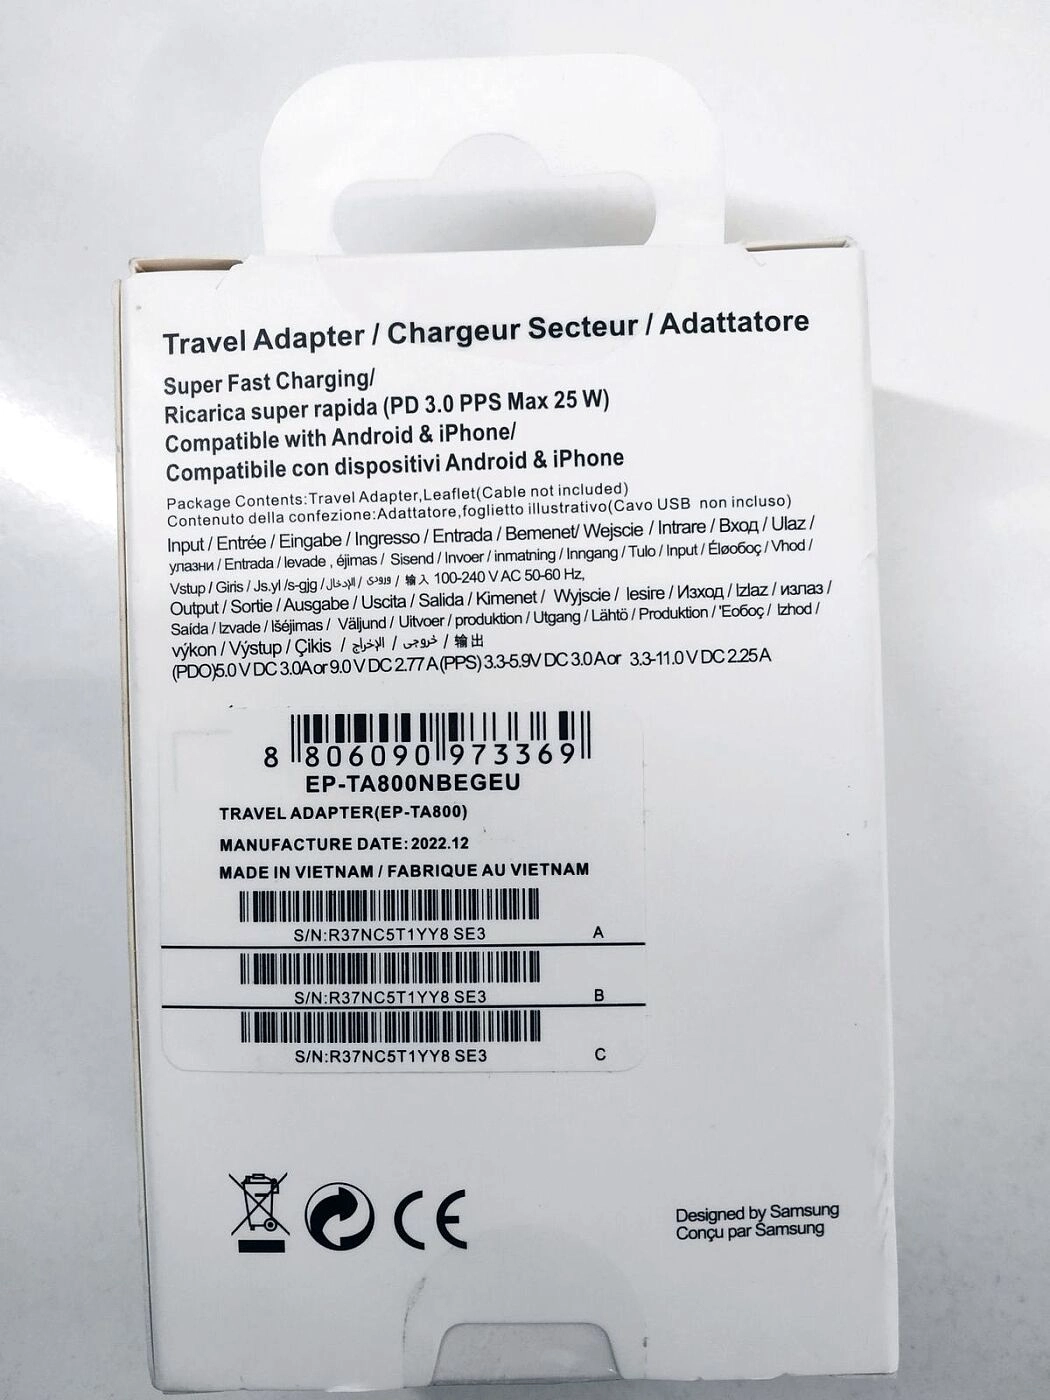 Travel Adapter / Chargeur Secteur / Adattatore
Super Fast Charging/
Ricarica super rapida (PD 3.0 PPS Max 25 W)
Compatible with Android & iPhone/
Compatibile con dispositivi Android & iPhone
Package Contents:Travel Adapter,Leaflet(Cable not included)
Contenuto della confezione:Adattatore,foglietto illustrativo(Cavo USB non incluso)
Input / Entrée / Eingabe / Ingresso / Entrada / Bemenet/ Wejscie / Intrare / Вход / Ulaz /
улазни / Entrada / levade , éjimas / Sisend / Invoer / inmatning / Inngang / Tulo / Input / Éløoбoç / Vhod /
Vstup / Giris / Js.yl /s-gjg / الإدخال / ورودی / 输入 100-240 V AC 50-60 Hz,
Output / Sortie / Ausgabe / Uscita / Salida / Kimenet / Wyjscie / Iesire / Изход / Izlaz / излаз /
Saída / Izvade / Išéjimas / Väljund / Uitvoer / produktion / Utgang / Lähtö / Produktion / 'Eoбoç / Izhod /
výkon / Výstup / Çikis / الإخراج / خروجی / 输出
(PDO)5.0 V DC 3.0A or 9.0 V DC 2.77 A (PPS) 3.3-5.9V DC 3.0 A or 3.3-11.0 V DC 2.25 A
8 806090 973369
EP-TA800NBEGEU
TRAVEL ADAPTER(EP-TA800)
MANUFACTURE DATE: 2022.12
MADE IN VIETNAM / FABRIQUE AU VIETNAM
S/N:R37NC5T1YY8 SE3 A
S/N:R37NC5T1YY8 SE3 B
S/N:R37NC5T1YY8 SE3 C
CE
Designed by Samsung
Conçu par Samsung